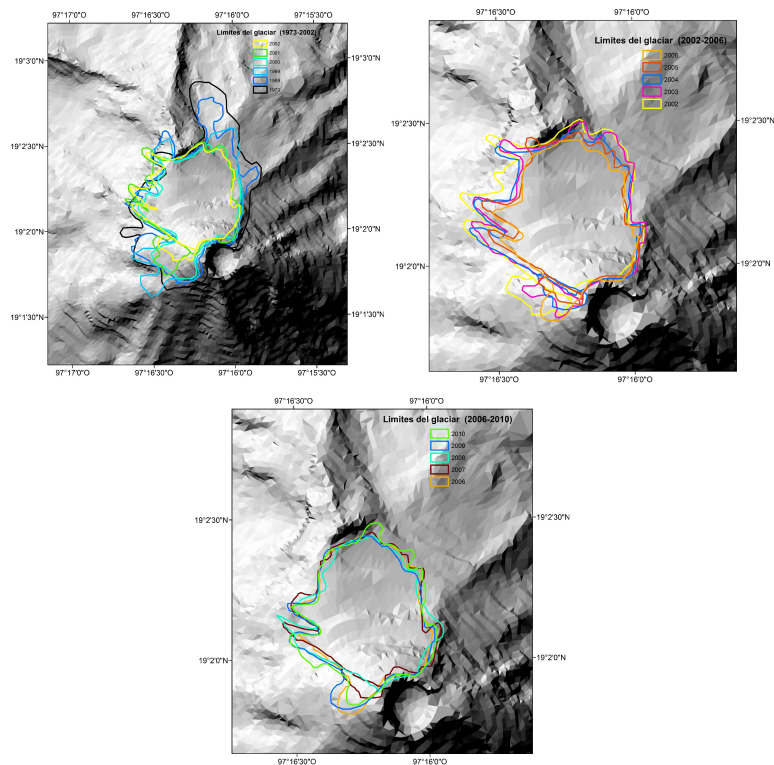 97°17'0"O 97°16'30"O 97°16'0"O 97°15'30"O
Limites del glaciar (1973-2002)
2002
2001
2000
1999
1989
1973
19°3'0"N 19°3'0"N
19°2'30"N 19°2'30"N
19°2'0"N 19°2'0"N
19°1'30"N 19°1'30"N
97°17'0"O 97°16'30"O 97°16'0"O 97°15'30"O
97°16'30"O 97°16'0"O
Limites del glaciar (2002-2006)
2006
2005
2004
2003
2002
19°2'30"N 19°2'30"N
19°2'0"N 19°2'0"N
97°16'30"O 97°16'0"O
97°16'30"O 97°16'0"O
Limites del glaciar (2006-2010)
2010
2009
2008
2007
2006
19°2'30"N 19°2'30"N
19°2'0"N 19°2'0"N
97°16'30"O 97°16'0"O